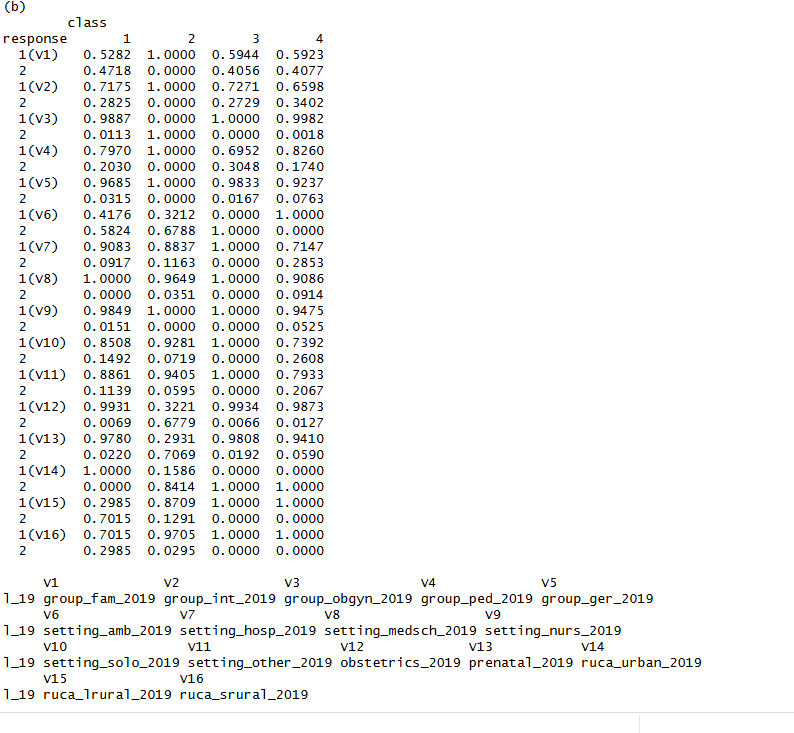 (b)
class
response 1 2 3 4
1(V1) 0.5282 1.0000 0.5944 0.5923
2 0.4718 0.0000 0.4056 0.4077
1(V2) 0.7175 1.0000 0.7271 0.6598
2 0.2825 0.0000 0.2729 0.3402
1(V3) 0.9887 0.0000 1.0000 0.9982
2 0.0113 1.0000 0.0000 0.0018
1(V4) 0.7970 1.0000 0.6952 0.8260
2 0.2030 0.0000 0.3048 0.1740
1(V5) 0.9685 1.0000 0.9833 0.9237
2 0.0315 0.0000 0.0167 0.0763
1(V6) 0.4176 0.3212 0.0000 1.0000
2 0.5824 0.6788 1.0000 0.0000
1(V7) 0.9083 0.8837 1.0000 0.7147
2 0.0917 0.1163 0.0000 0.2853
1(V8) 1.0000 0.9649 1.0000 0.9086
2 0.0000 0.0351 0.0000 0.0914
1(V9) 0.9849 1.0000 1.0000 0.9475
2 0.0151 0.0000 0.0000 0.0525
1(V10) 0.8508 0.9281 1.0000 0.7392
2 0.1492 0.0719 0.0000 0.2608
1(V11) 0.8861 0.9405 1.0000 0.7933
2 0.1139 0.0595 0.0000 0.2067
1(V12) 0.9931 0.3221 0.9934 0.9873
2 0.0069 0.6779 0.0066 0.0127
1(V13) 0.9780 0.2931 0.9808 0.9410
2 0.0220 0.7069 0.0192 0.0590
1(V14) 1.0000 0.1586 0.0000 0.0000
2 0.0000 0.8414 1.0000 1.0000
1(V15) 0.2985 0.8709 1.0000 1.0000
2 0.7015 0.1291 0.0000 0.0000
1(V16) 0.7015 0.9705 1.0000 1.0000
2 0.2985 0.0295 0.0000 0.0000
V1 V2 V3 V4 V5
l_19 group_fam_2019 group_int_2019 group_obgyn_2019 group_ped_2019 group_ger_2019
V6 V7 V8 V9
l_19 setting_amb_2019 setting_hosp_2019 setting_medsch_2019 setting_nurs_2019
V10 V11 V12 V13 V14
l_19 setting_solo_2019 setting_other_2019 obstetrics_2019 prenatal_2019 ruca_urban_2019
V15 V16
l_19 ruca_lrural_2019 ruca_srural_2019